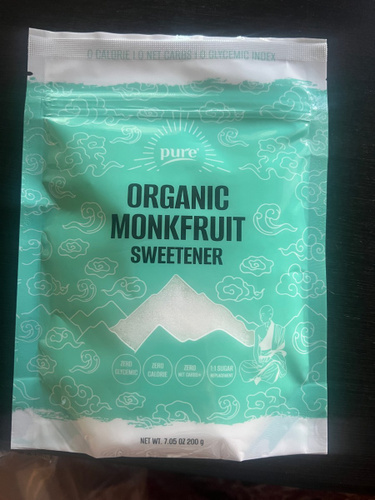 0 CALORIE | 0 NET CARBS | 0 GLYCEMIC INDEX
pure
ORGANIC
MONKFRUIT
SWEETENER
ZERO
GLYCEMIC
ZERO
CALORIE
ZERO
NET CARBS
1:1 SUGAR
REPLACEMENT
NET WT. 7.05 OZ 200 g